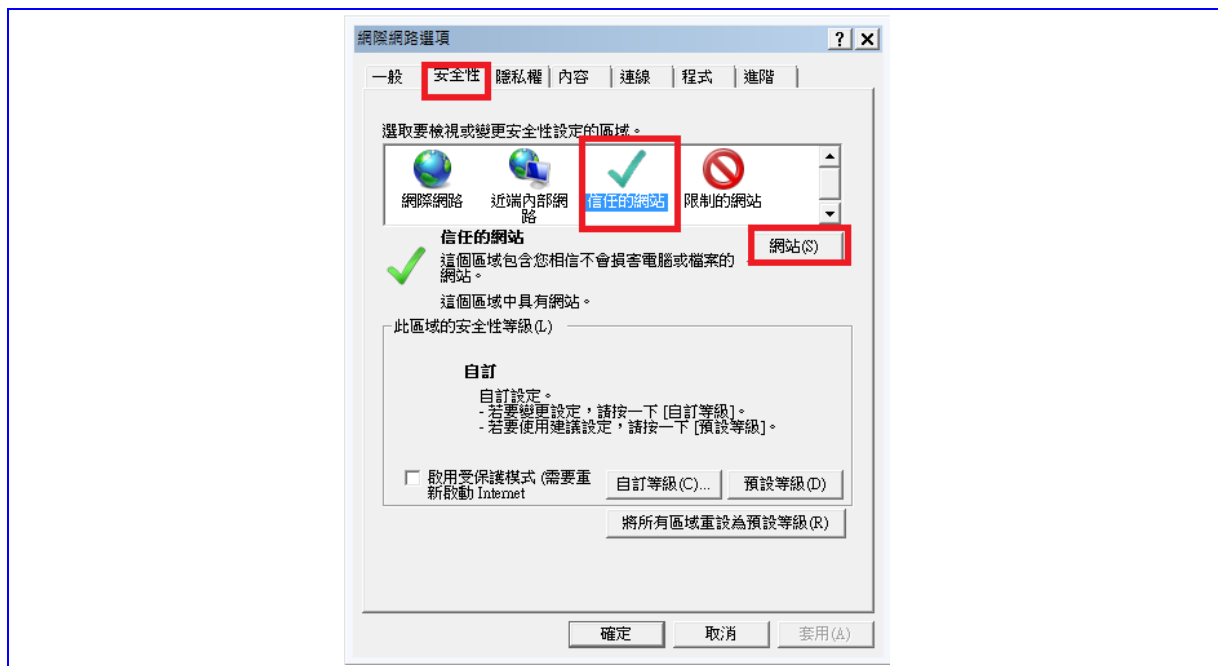 網際網路選項
一般 安全性 隱私權 內容 連線 程式 進階
選取要檢視或變更安全性設定的區域。
網際網路 近端內部網路 信任的網站 限制的網站
信任的網站
網站(S)
這個區域包含您相信不會損害電腦或檔案的
網站。
這個區域中具有網站。
此區域的安全性等級(L)
自訂
自訂設定。
- 若要變更設定，請按一下 [自訂等級]。
- 若要使用建議設定，請按一下 [預設等級]。
啟用受保護模式 (需要重
新啟動 Internet
自訂等級(C)... 預設等級(D)
將所有區域重設為預設等級(R)
確定 取消 套用(A)